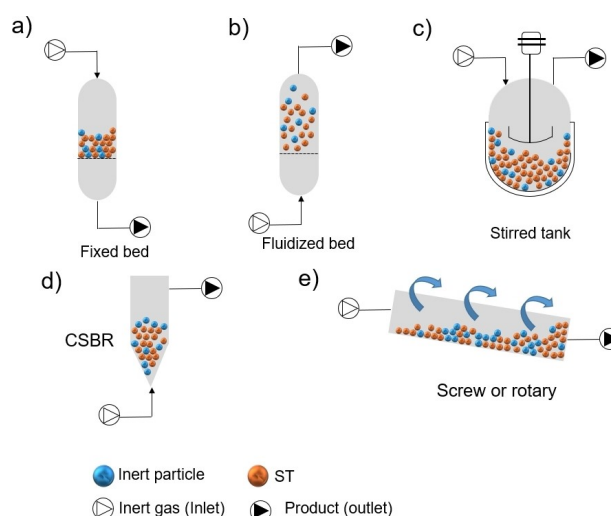 a)
b)
c)
Fixed bed
Fluidized bed
Stirred tank
d)
e)
CSBR
Screw or rotary
Inert particle
ST
Inert gas (Inlet)
Product (outlet)